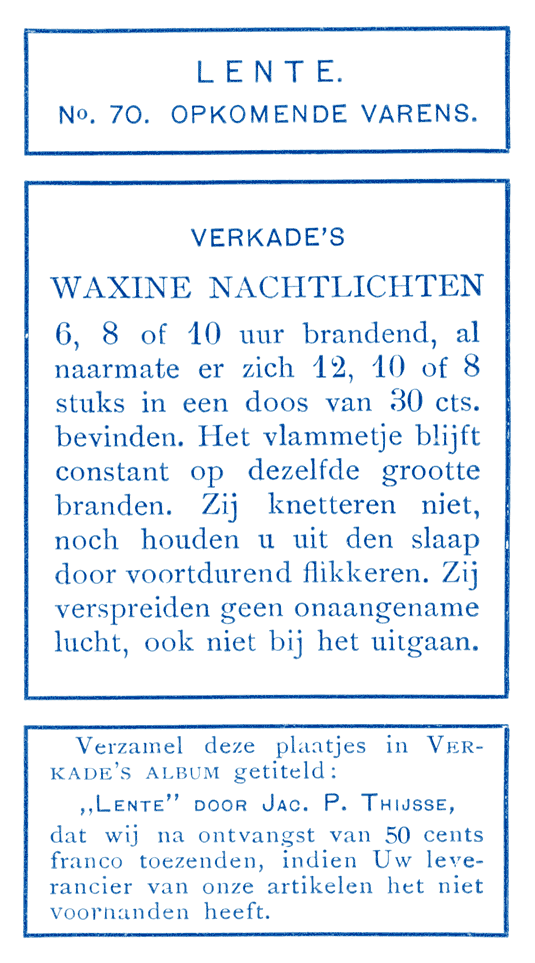 LENTE.
No. 70. OPKOMENDE VARENS.
VERKADE'S
WAXINE NACHTLICHTEN
6, 8 of 10 uur brandend, al
naarmate er zich 12, 10 of 8
stuks in een doos van 30 cts.
bevinden. Het vlammetje blijft
constant op dezelfde grootte
branden. Zij knetteren niet,
noch houden u uit den slaap
door voortdurend flikkeren. Zij
verspreiden geen onaangename
lucht, ook niet bij het uitgaan.
Verzamel deze plaatjes in VER-
KADE'S ALBUM getiteld:
,,LENTE" DOOR JAC. P. THIJSSE,
dat wij na ontvangst van 50 cents
franco toezenden, indien Uw leve-
rancier van onze artikelen het niet
voorhanden heeft.